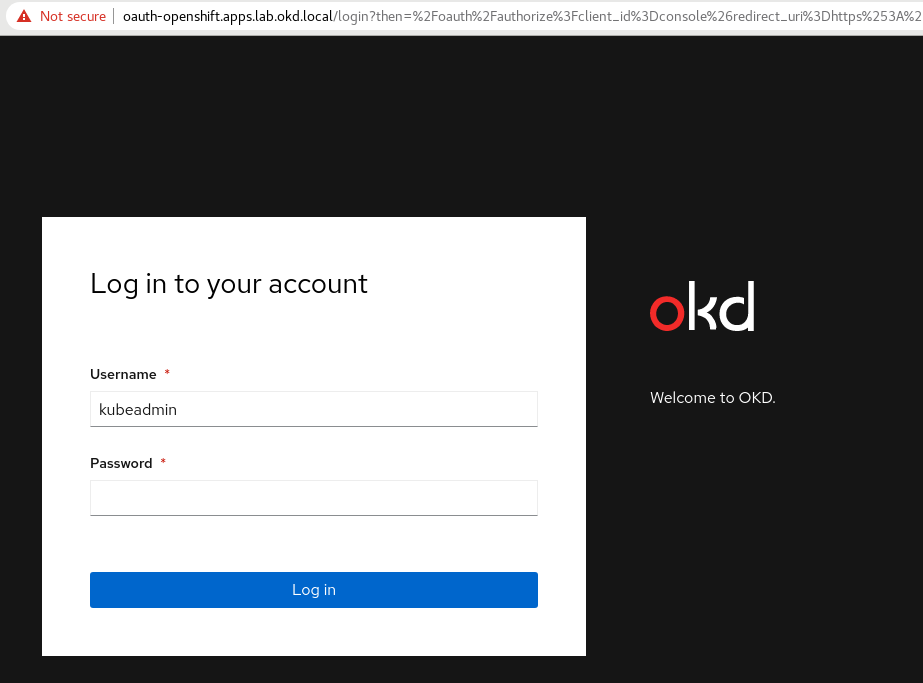 Not secure oauth-openshift.apps.lab.okd.local/login?then=%2Foauth%2Fauthorize%3Fclient_id%3Dconsole%26redirect_uri%3Dhttps%253A%2
Log in to your account
okd
Username *
kubeadmin
Welcome to OKD.
Password *
Log in